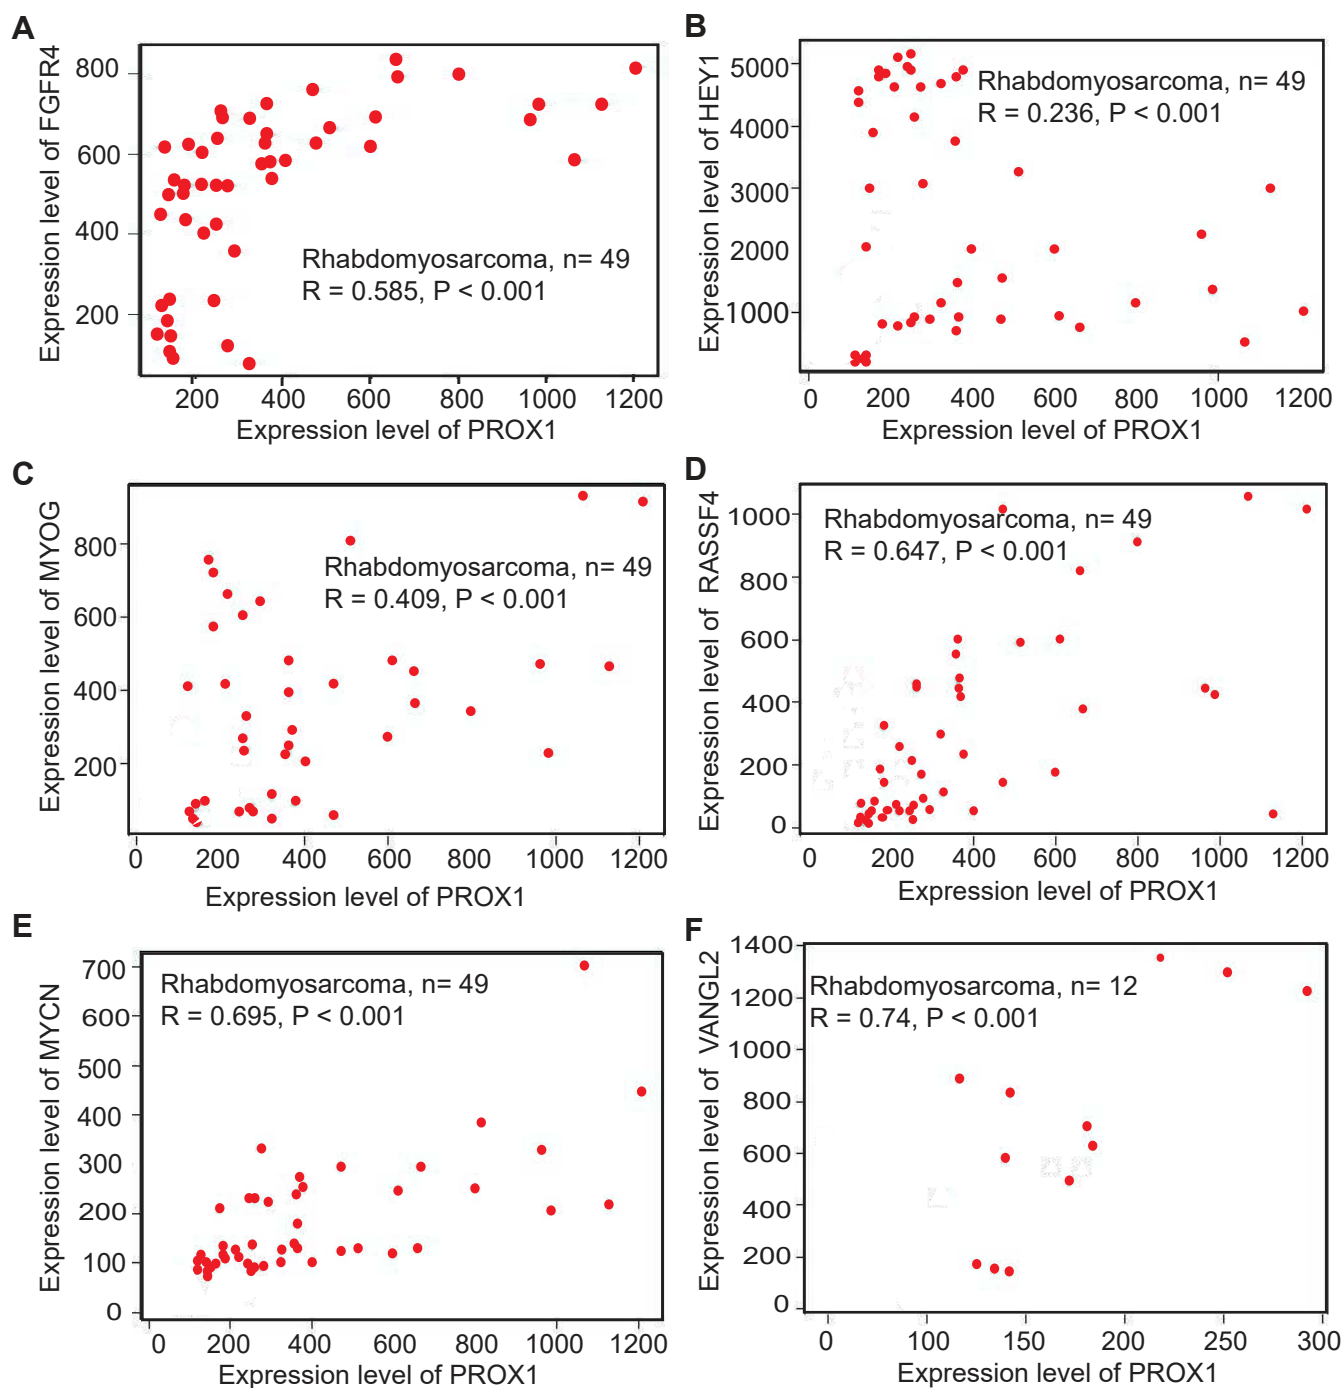 A
Expression level of FGFR4
800
600
400
200
Rhabdomyosarcoma, n= 49
R = 0.585, P < 0.001
200 400 600 800 1000 1200
Expression level of PROX1
B
Expression level of HEY1
5000
4000
3000
2000
1000
Rhabdomyosarcoma, n= 49
R = 0.236, P < 0.001
0 200 400 600 800 1000 1200
Expression level of PROX1
C
Expression level of MYOG
800
600
400
200
Rhabdomyosarcoma, n= 49
R = 0.409, P < 0.001
0 200 400 600 800 1000 1200
Expression level of PROX1
D
Expression level of RASSF4
1000
800
600
400
200
0
Rhabdomyosarcoma, n= 49
R = 0.647, P < 0.001
0 200 400 600 800 1000 1200
Expression level of PROX1
E
Expression level of MYCN
700
600
500
400
300
200
100
0
Rhabdomyosarcoma, n= 49
R = 0.695, P < 0.001
0 200 400 600 800 1000 1200
Expression level of PROX1
F
Expression level of VANGL2
1400
1200
1000
800
600
400
200
0
Rhabdomyosarcoma, n= 12
R = 0.74, P < 0.001
0 100 150 200 250 300
Expression level of PROX1